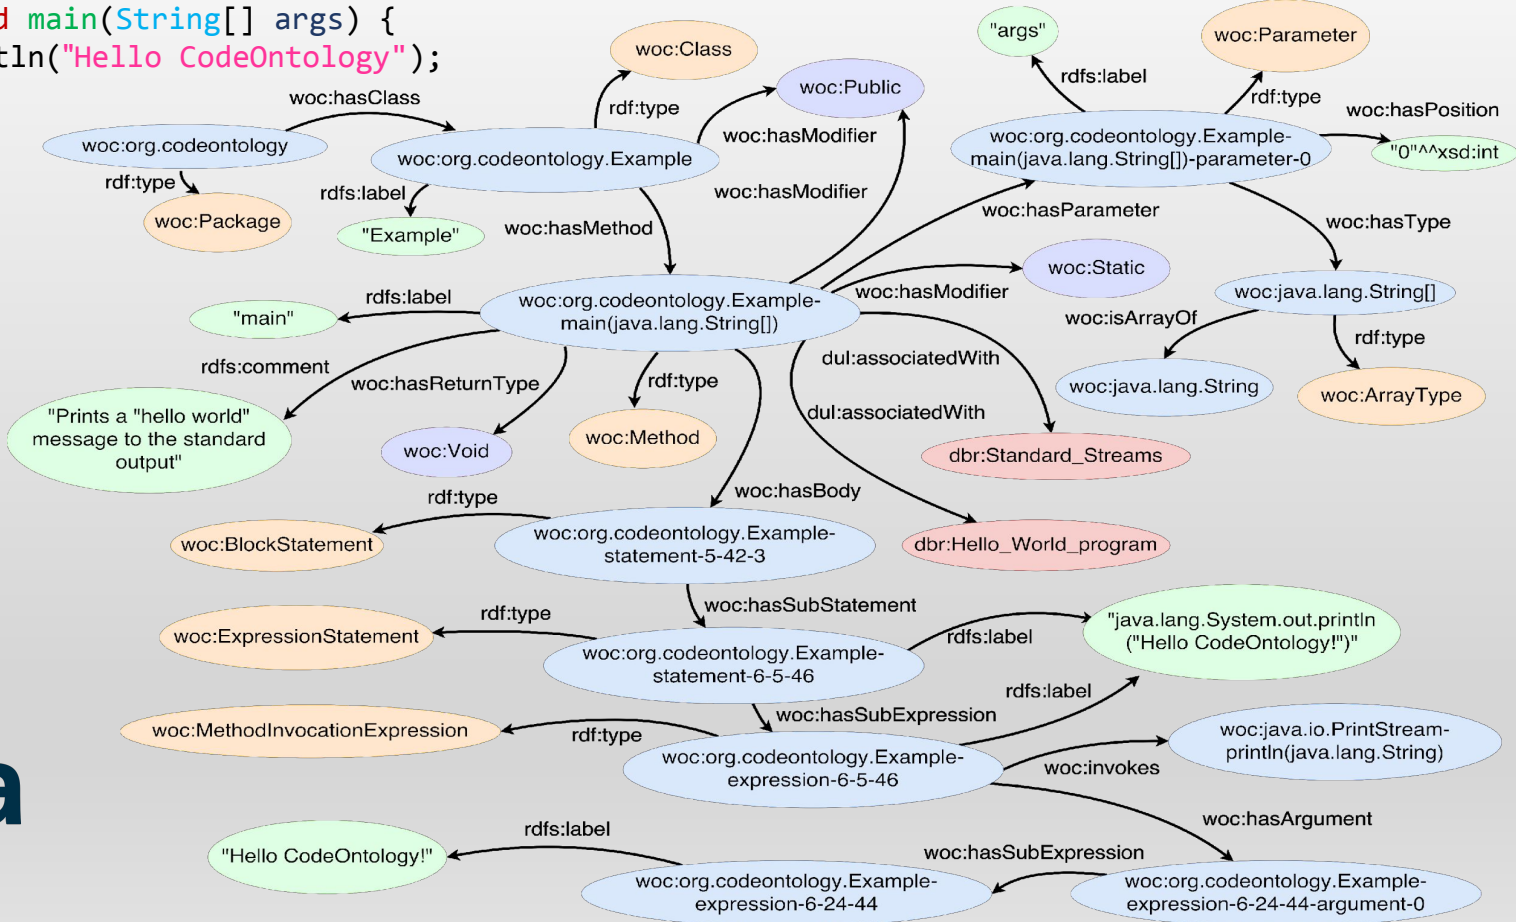 d main(String[] args) {
tln("Hello CodeOntology");
woc:Class
"args"
woc:Parameter
rdfs:label
woc:hasClass
rdf:type
woc:Public
rdf:type
woc:hasPosition
woc:hasModifier
woc:org.codeontology
woc:org.codeontology.Example
woc:org.codeontology.Example-
main(java.lang.String[])-parameter-0
"0"^^xsd:int
rdf:type
rdfs:label
woc:hasModifier
woc:Package
"Example"
woc:hasMethod
woc:hasParameter
woc:hasType
woc:Static
rdfs:label
woc:org.codeontology.Example-
main(java.lang.String[])
woc:hasModifier
woc:java.lang.String[]
"main"
woc:isArrayOf
rdf:type
rdfs:comment
woc:hasReturnType
rdf:type
dul:associatedWith
woc:java.lang.String
woc:ArrayType
"Prints a "hello world"
message to the standard
output"
dul:associatedWith
woc:Void
woc:Method
dbr:Standard_Streams
rdf:type
woc:hasBody
woc:BlockStatement
woc:org.codeontology.Example-
statement-5-42-3
dbr:Hello_World_program
rdf:type
woc:hasSubStatement
woc:ExpressionStatement
rdfs:label
"java.lang.System.out.println
("Hello CodeOntology!")"
woc:org.codeontology.Example-
statement-6-5-46
rdfs:label
woc:hasSubExpression
woc:MethodInvocationExpression
rdf:type
woc:java.io.PrintStream-
println(java.lang.String)
woc:org.codeontology.Example-
expression-6-5-46
woc:invokes
a
woc:hasArgument
rdfs:label
"Hello CodeOntology!"
woc:hasSubExpression
woc:org.codeontology.Example-
expression-6-24-44
woc:org.codeontology.Example-
expression-6-24-44-argument-0